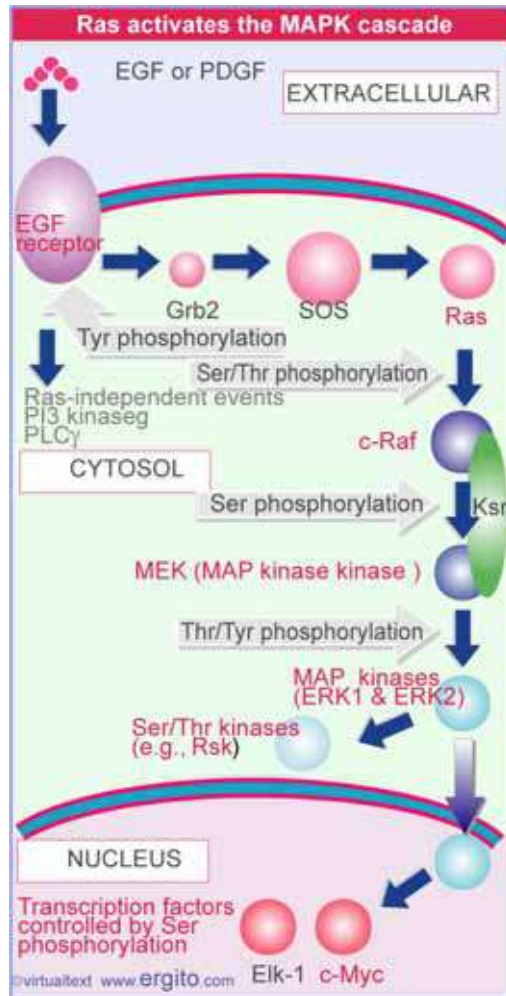 Ras activates the MAPK cascade
EGF or PDGF
EXTRACELLULAR
EGF
receptor
Grb2
SOS
Ras
Tyr phosphorylation
Ser/Thr phosphorylation
Ras-independent events
PI3 kinaseg
PLCγ
c-Raf
CYTOSOL
Ser phosphorylation
Ksr
MEK (MAP kinase kinase )
Thr/Tyr phosphorylation
MAP kinases
(ERK1 & ERK2)
Ser/Thr kinases
(e.g., Rsk)
NUCLEUS
Transcription factors
controlled by Ser
phosphorylation
Elk-1
c-Myc
©virtualtext www.ergito.com